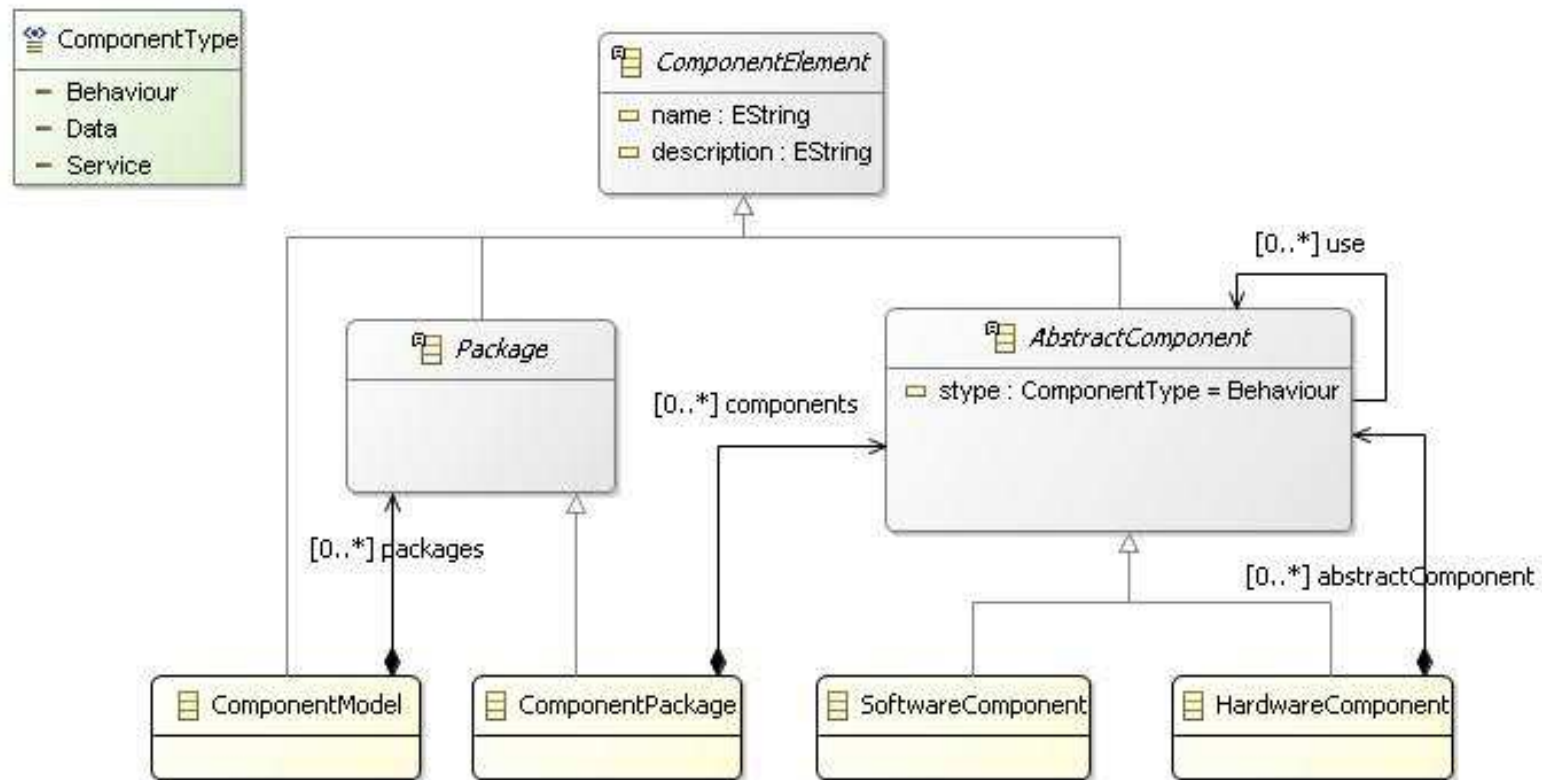 ComponentType
Behaviour
Data
Service
ComponentElement
name : EString
description : EString
[0..*] use
Package
AbstractComponent
stype : ComponentType = Behaviour
[0..*] components
[0..*] packages
[0..*] abstractComponent
ComponentModel
ComponentPackage
SoftwareComponent
HardwareComponent